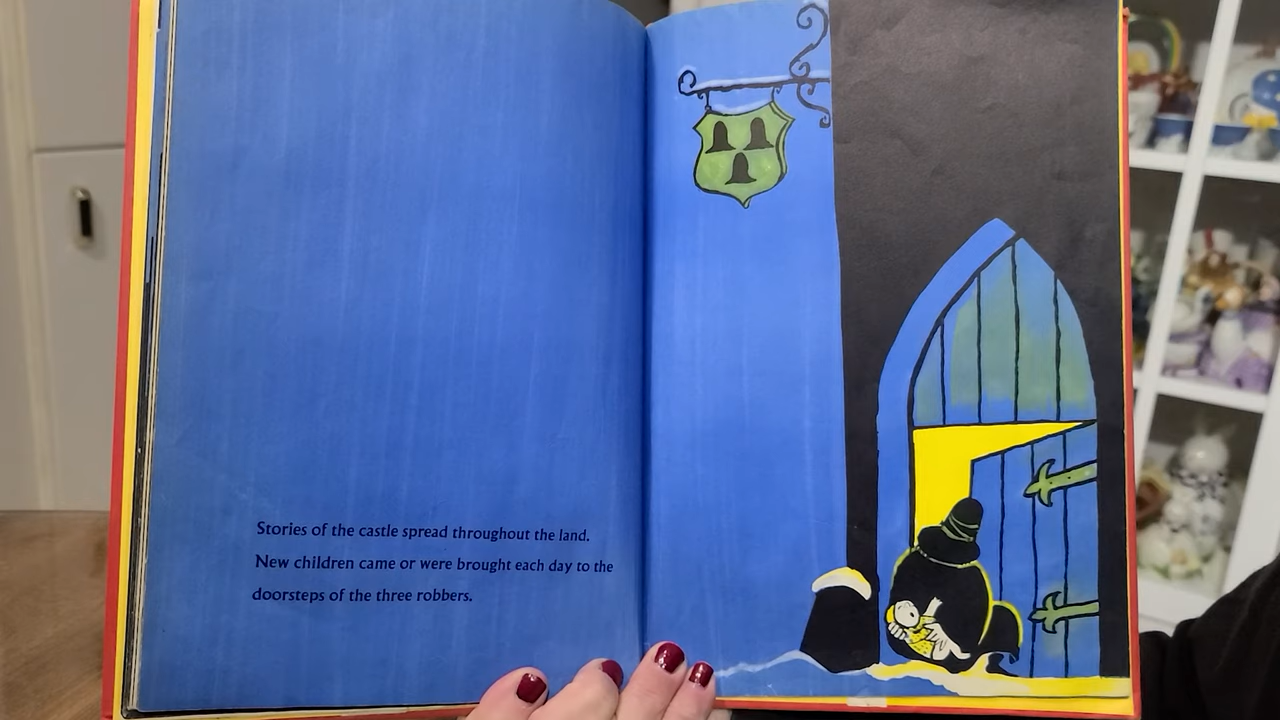 Stories of the castle spread throughout the land.
New children came or were brought each day to the
doorsteps of the three robbers.